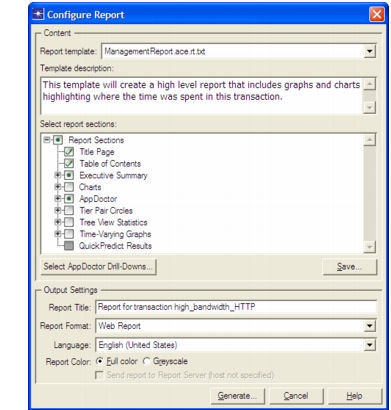 Configure Report
Content
Report template: ManagementReport.ace.rt.txt
Template description:
This template will create a high level report that includes graphs and charts
highlighting where the time was spent in this transaction.
Select report sections:
Report Sections
Title Page
Table of Contents
Executive Summary
Charts
AppDoctor
Tier Pair Circles
Tree View Statistics
Time-Varying Graphs
QuickPredict Results
Select AppDoctor Drill-Downs... Save...
Output Settings
Report Title: Report for transaction high_bandwidth_HTTP
Report Format: Web Report
Language: English (United States)
Report Color: Full color Greyscale
Send report to Report Server (host not specified)
Generate... Cancel Help